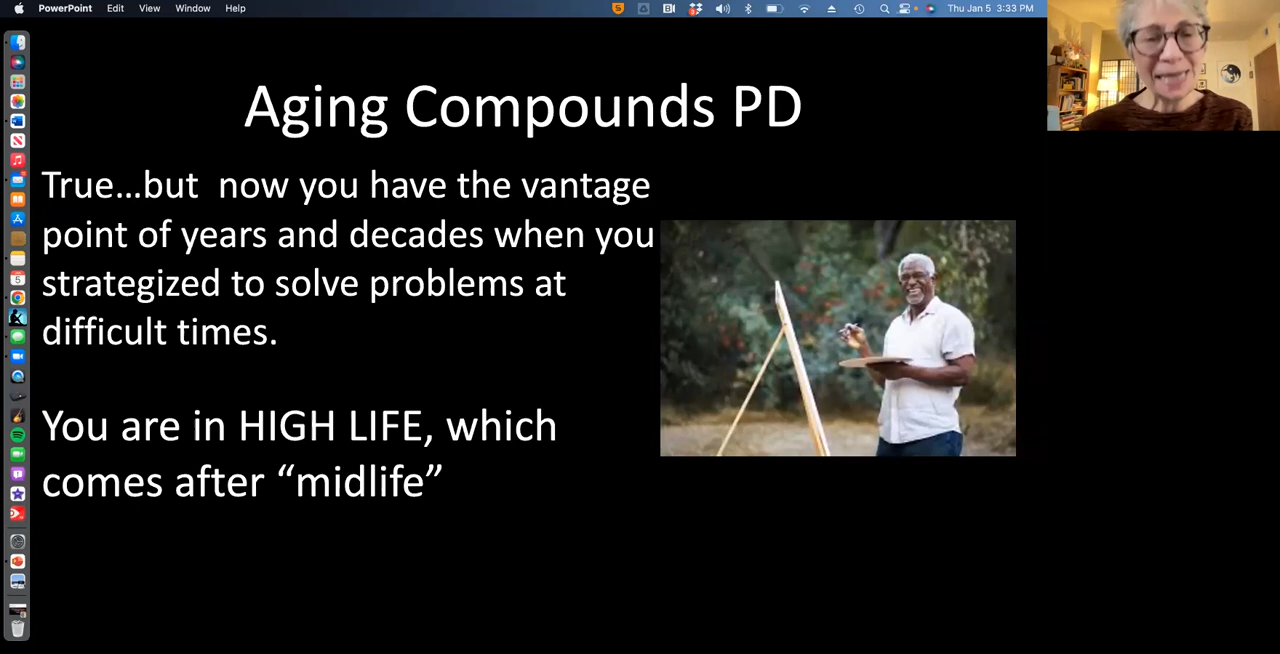 PowerPoint Edit View Window Help Thu Jan 5 3:33 PM
Aging Compounds PD
True...but now you have the vantage
point of years and decades when you
strategized to solve problems at
difficult times.
You are in HIGH LIFE, which
comes after “midlife”
5